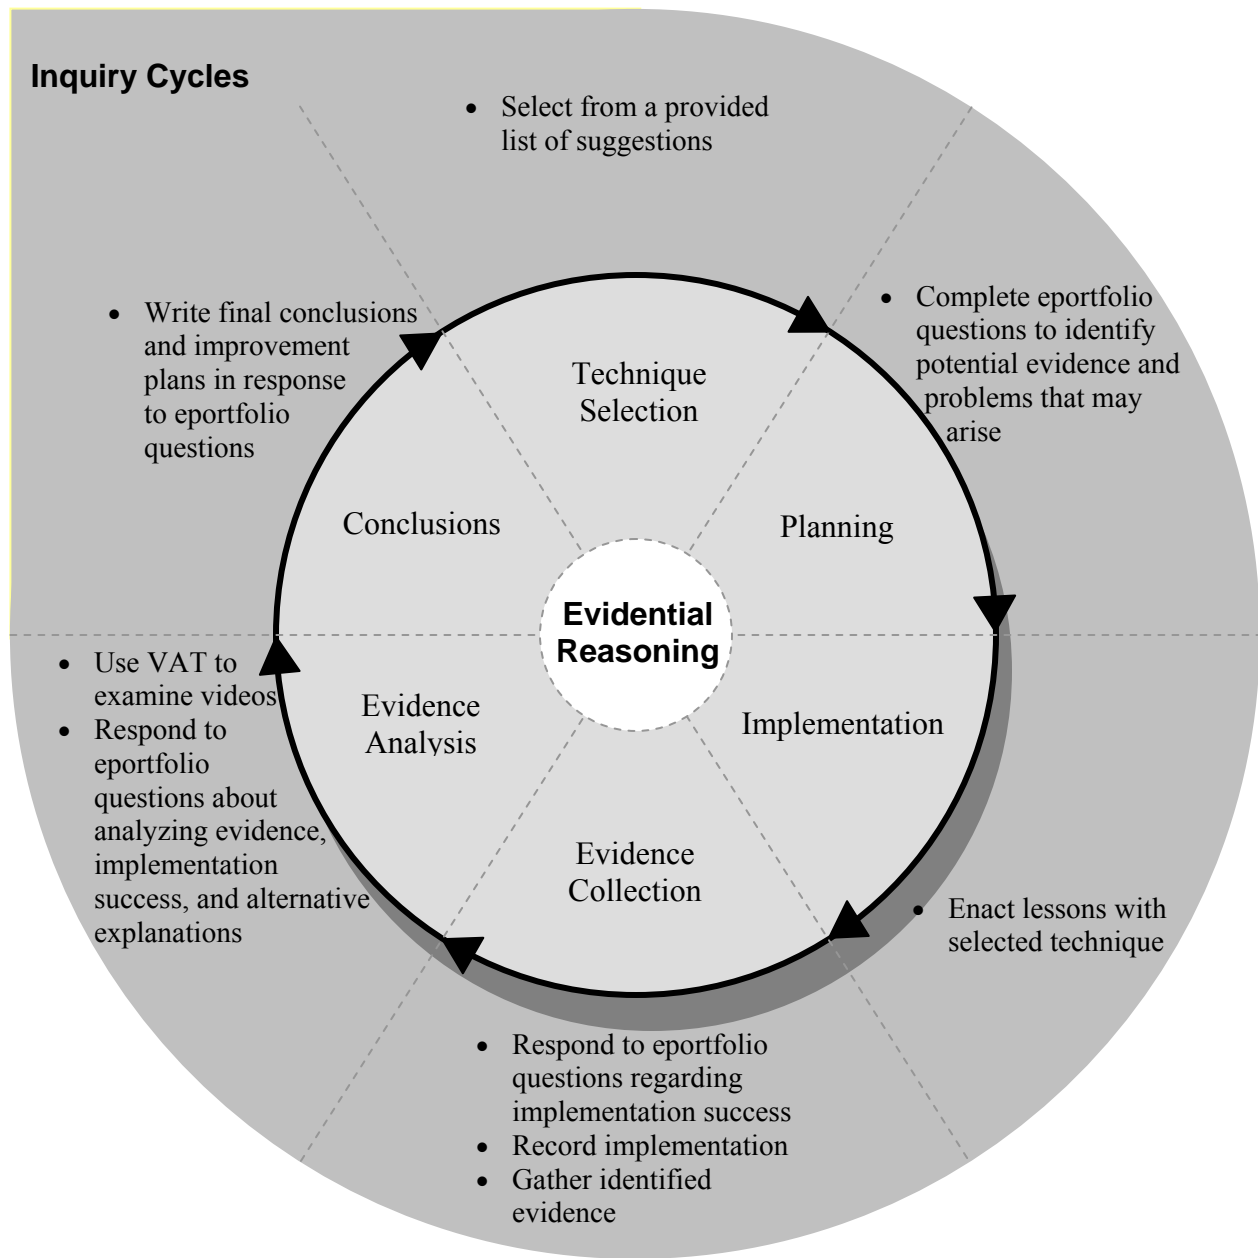 Inquiry Cycles
• Select from a provided
list of suggestions
• Complete eportfolio
questions to identify
potential evidence and
problems that may
arise
• Write final conclusions
and improvement
plans in response
to eportfolio
questions
Technique
Selection
Conclusions
Planning
Evidential
Reasoning
Evidence
Analysis
Implementation
Evidence
Collection
• Use VAT to
examine videos
• Respond to
eportfolio
questions about
analyzing evidence,
implementation
success, and alternative
explanations
• Enact lessons with
selected technique
• Respond to eportfolio
questions regarding
implementation success
• Record implementation
• Gather identified
evidence